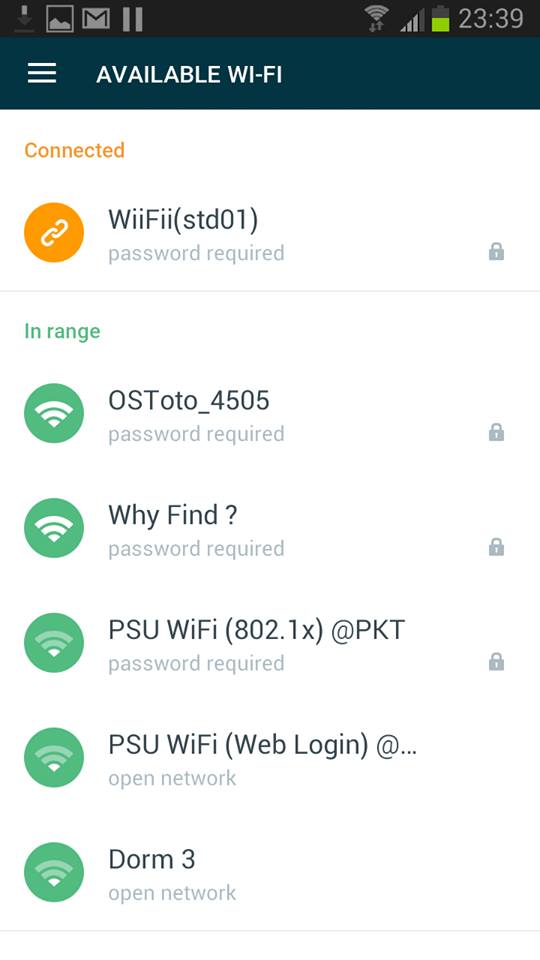 23:39
AVAILABLE WI-FI
Connected
WiiFii(std01)
password required
In range
OSToto_4505
password required
Why Find ?
password required
PSU WiFi (802.1x) @PKT
password required
PSU WiFi (Web Login) @...
open network
Dorm 3
open network